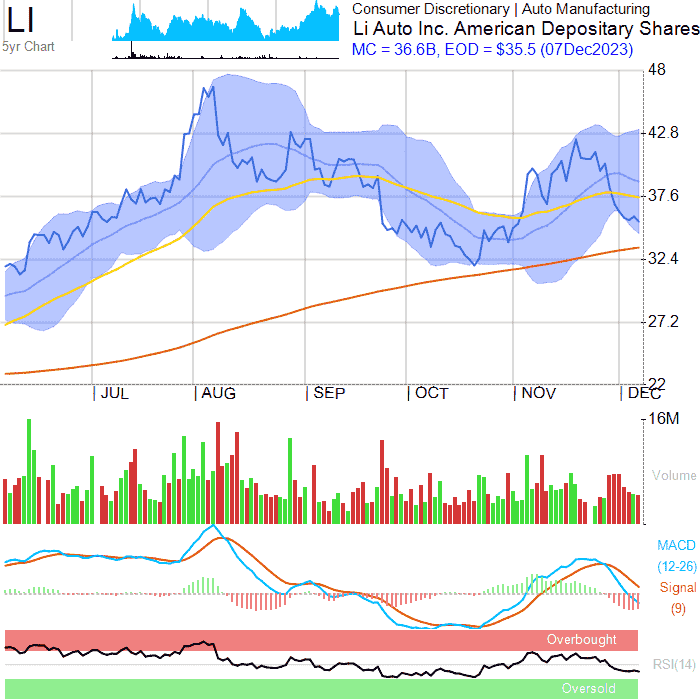 LI
Consumer Discretionary | Auto Manufacturing
Li Auto Inc. American Depositary Shares
5yr Chart
MC = 36.6B, EOD = $35.5 (07Dec2023)
48
42.8
37.6
32.4
27.2
22
JUL AUG SEP OCT NOV DEC
16M
Volume
MACD
(12-26)
Signal
(9)
Overbought
RSI(14)
Oversold